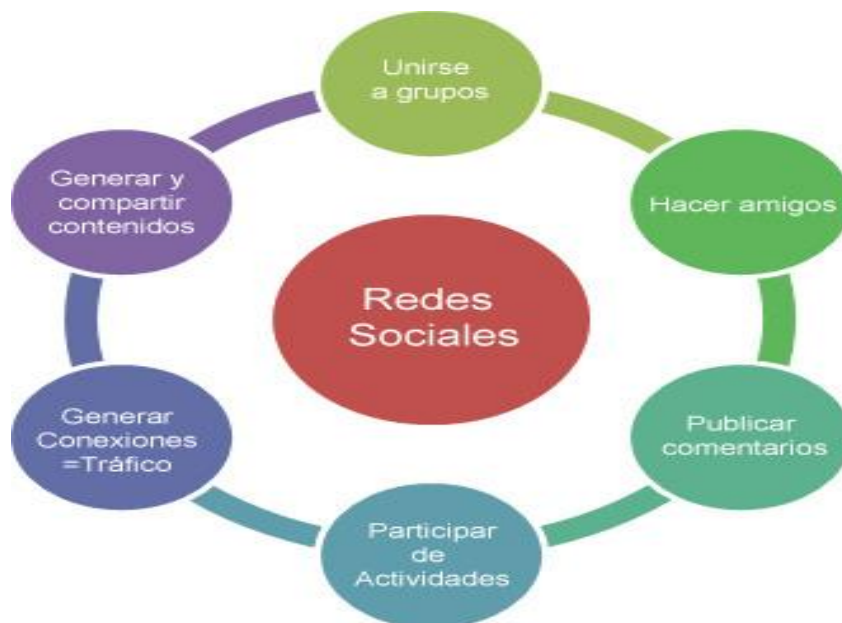 Unirse
a grupos
Hacer amigos
Publicar
comentarios
Participar
de
Actividades
Generar
Conexiones
=Tráfico
Generar y
compartir
contenidos
Redes
Sociales